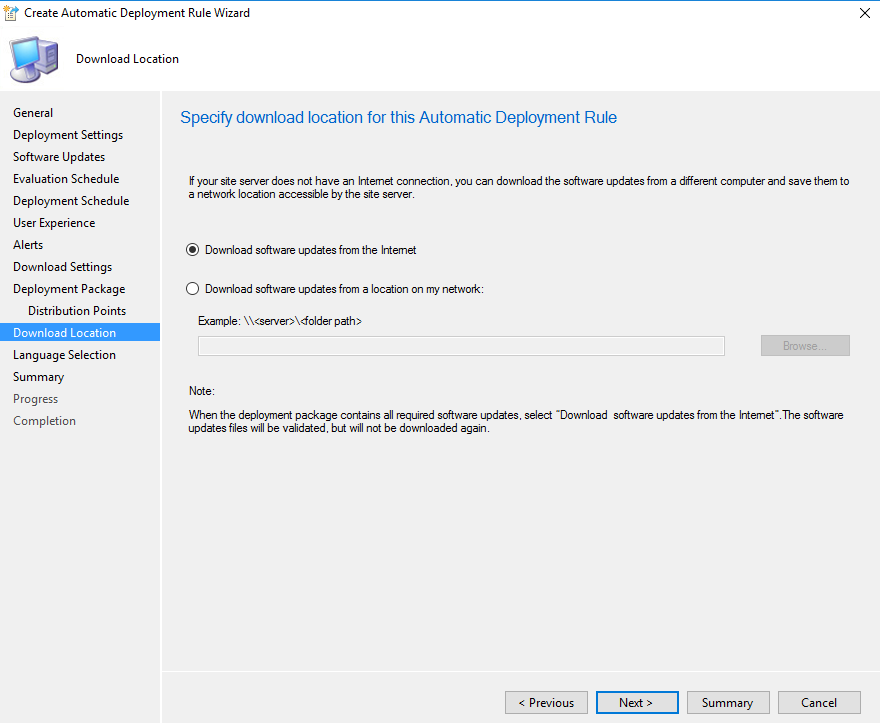 Create Automatic Deployment Rule Wizard
Download Location
General
Deployment Settings
Software Updates
Evaluation Schedule
Deployment Schedule
User Experience
Alerts
Download Settings
Deployment Package
Distribution Points
Download Location
Language Selection
Summary
Progress
Completion
Specify download location for this Automatic Deployment Rule
If your site server does not have an Internet connection, you can download the software updates from a different computer and save them to
a network location accessible by the site server.
Download software updates from the Internet
Download software updates from a location on my network:
Example: \\<server>\<folder path>
Browse...
Note:
When the deployment package contains all required software updates, select "Download  software updates from the Internet".The software
updates files will be validated, but will not be downloaded again.
< Previous
Next >
Summary
Cancel